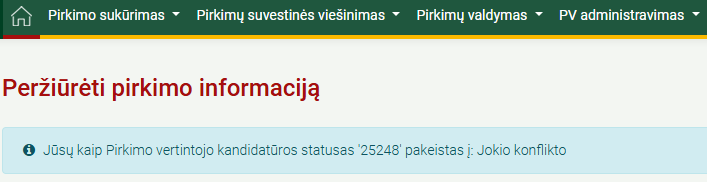 Pirkimo sukūrimas Pirkimų suvestinės viešinimas Pirkimų valdymas PV administravimas
Peržiūrėti pirkimo informaciją
Jūsų kaip Pirkimo vertintojo kandidatūros statusas '25248' pakeistas į: Jokio konflikto